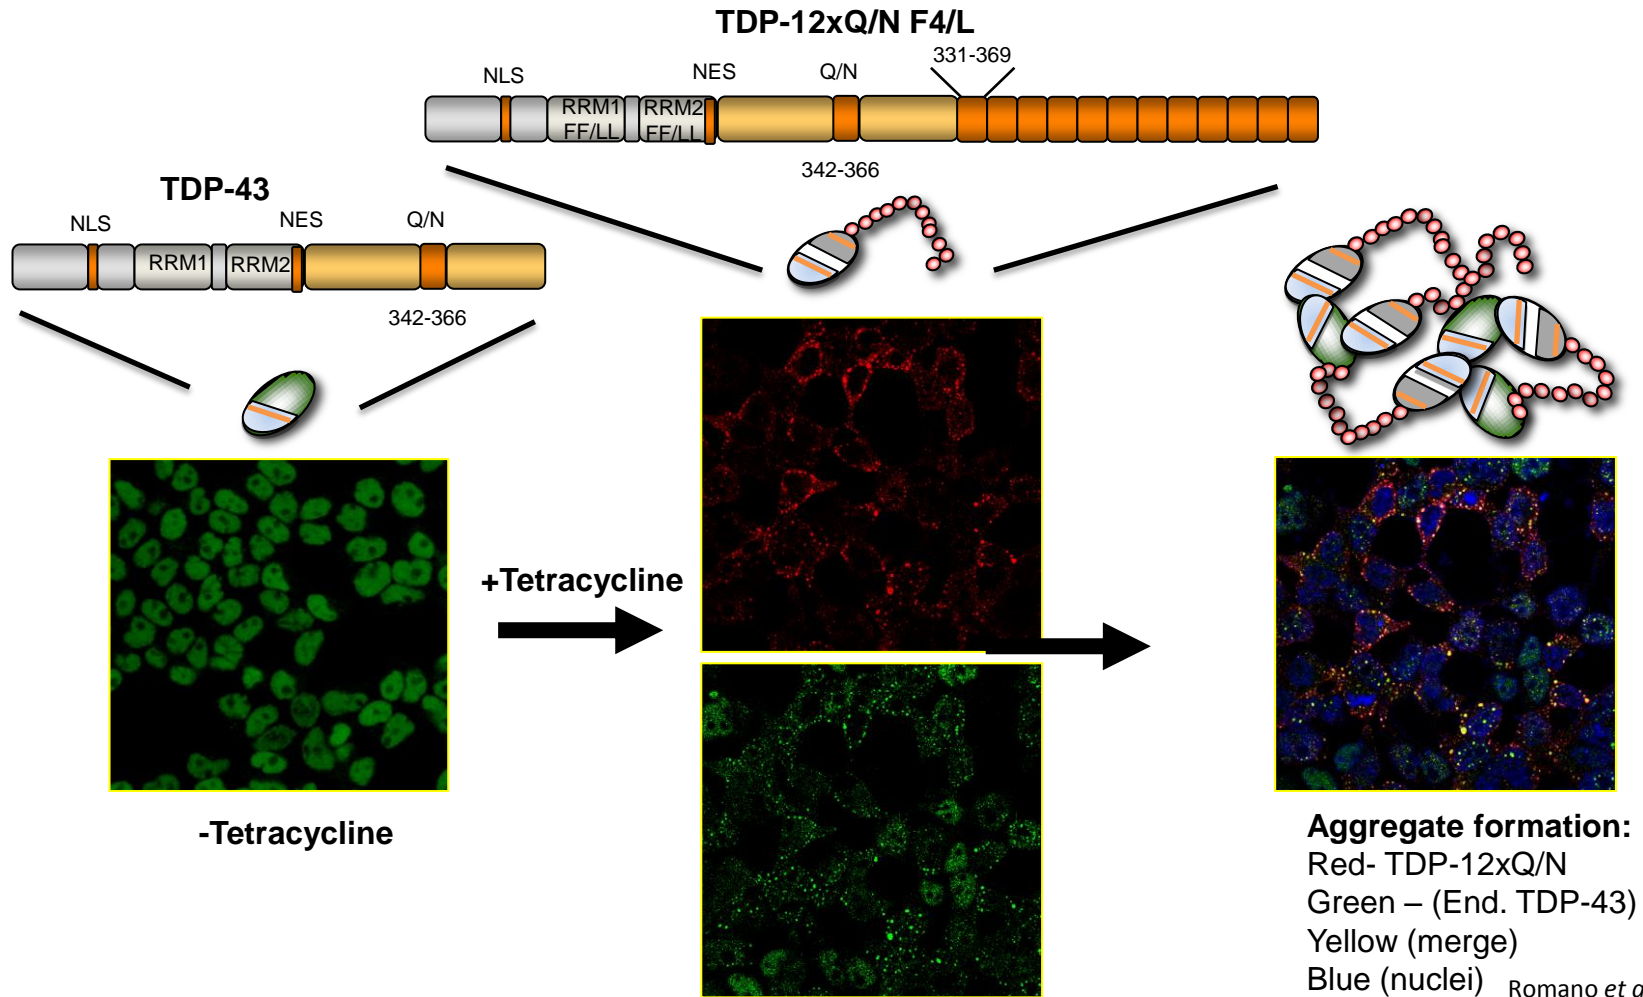 TDP-12xQ/N F4/L
331-369
NLS
NES
Q/N
RRM1
FF/LL
RRM2
FF/LL
342-366
TDP-43
NLS
NES
Q/N
RRM1
RRM2
342-366
+Tetracycline
-Tetracycline
Aggregate formation:
Red- TDP-12xQ/N
Green – (End. TDP-43)
Yellow (merge)
Blue (nuclei)
Romano et a